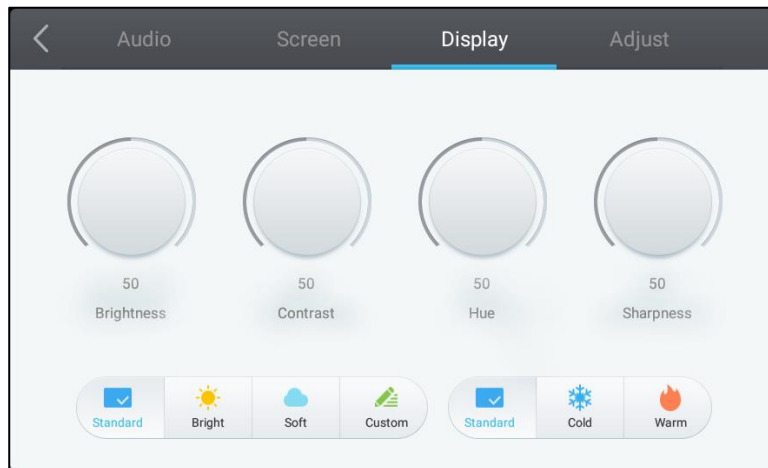 Audio Screen Display Adjust
50 50 50 50
Brightness Contrast Hue Sharpness
Standard Bright Soft Custom Standard Cold Warm